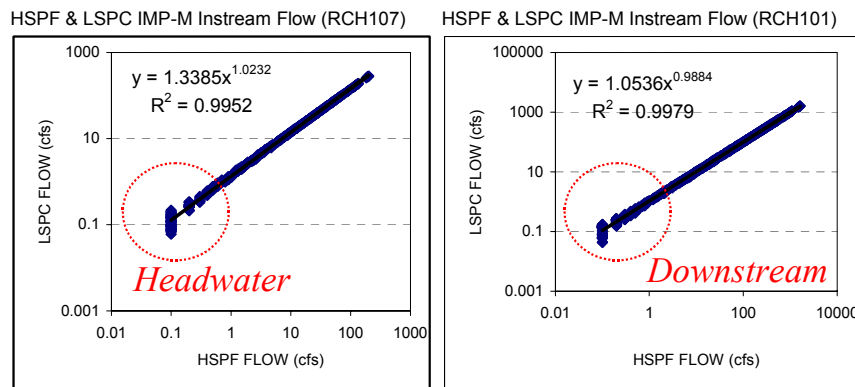 HSPF & LSPC IMP-M Instream Flow (RCH107)
1000
10
0.1
0.001
LSPC FLOW (cfs)
y = 1.3385x^1.0232
R² = 0.9952
Headwater
0.01 0.1 1 10 100 1000
HSPF FLOW (cfs)
HSPF & LSPC IMP-M Instream Flow (RCH101)
100000
1000
10
0.1
0.001
LSPC FLOW (cfs)
y = 1.0536x^0.9884
R² = 0.9979
Downstream
0.01 1 100 10000
HSPF FLOW (cfs)